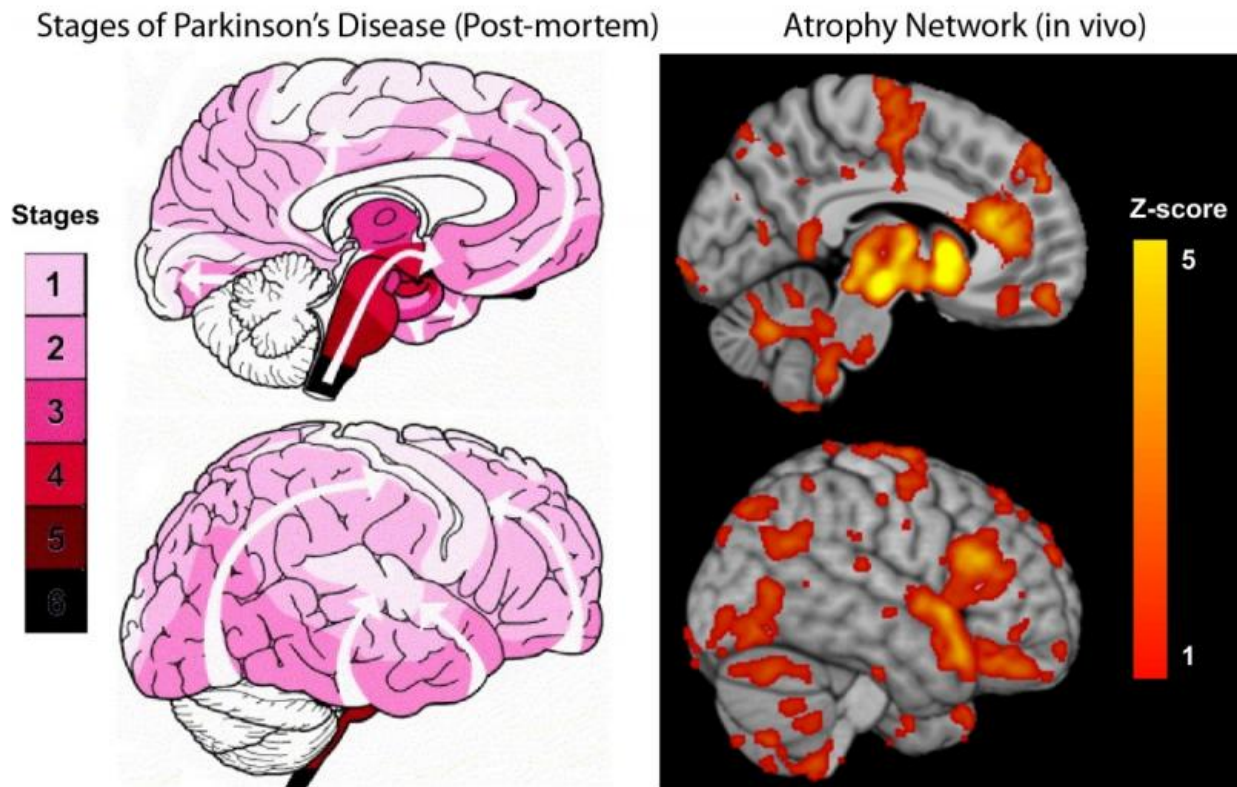 Stages of Parkinson's Disease (Post-mortem)
Atrophy Network (in vivo)
Stages
1
2
3
4
5
6
Z-score
5
1